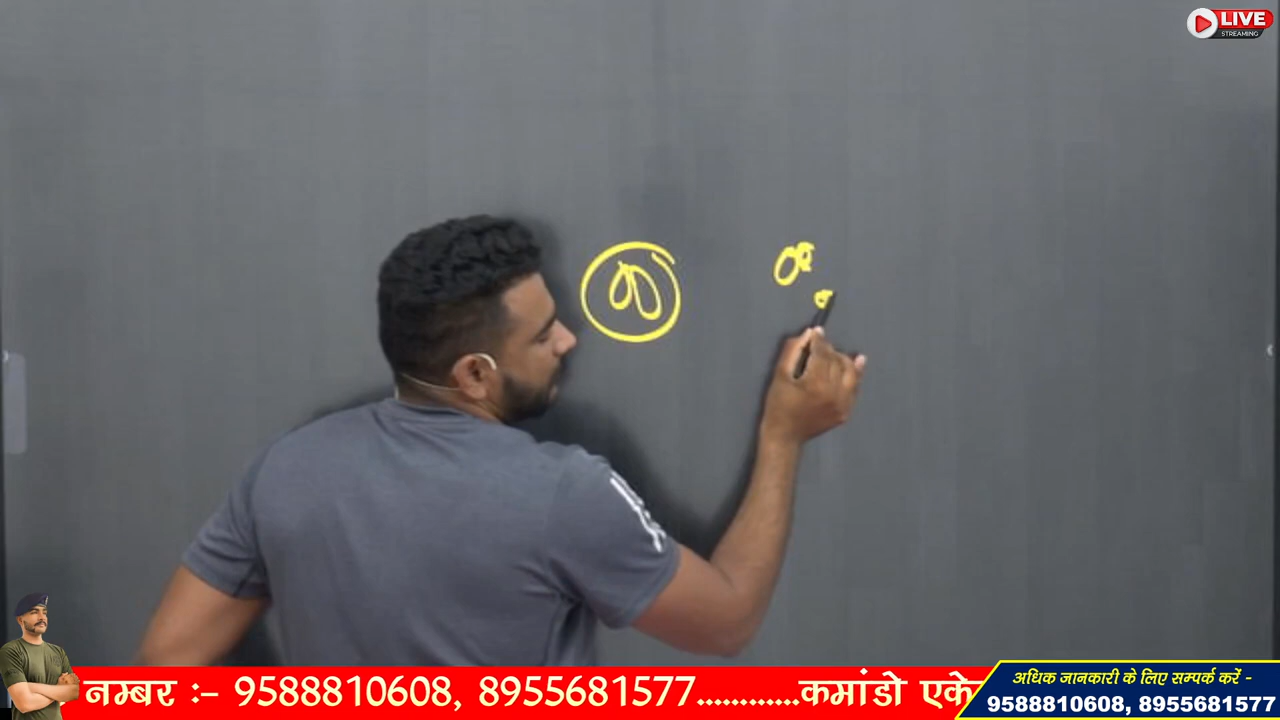 LIVE
STREAMING
नम्बर :- 9588810608, 8955681577............कमांडो एके
अधिक जानकारी के लिए सम्पर्क करें -
9588810608, 8955681577